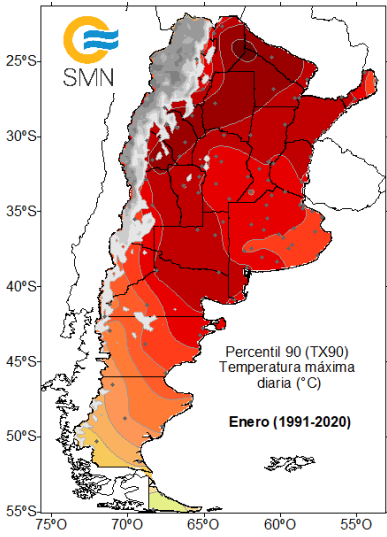 SMN
25°S
30°S
35°S
40°S
45°S
50°S
55°S
Percentil 90 (TX90)
Temperatura máxima
diaria (°C)
Enero (1991-2020)
75°O
70°O
65°O
60°O
55°O